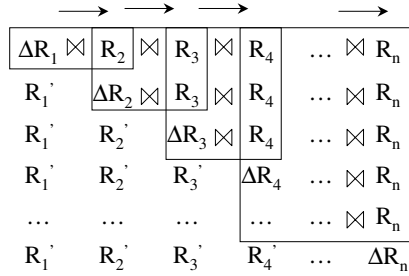 ΔR₁ ⋈ R₂ ⋈ R₃ ⋈ R₄ … ⋈ Rₙ
R₁’ ΔR₂ ⋈ R₃ ⋈ R₄ … ⋈ Rₙ
R₁’ R₂’ ΔR₃ ⋈ R₄ … ⋈ Rₙ
R₁’ R₂’ R₃’ ΔR₄ … ⋈ Rₙ
… … … … … ⋈ Rₙ
R₁’ R₂’ R₃’ R₄’ … ΔRₙ